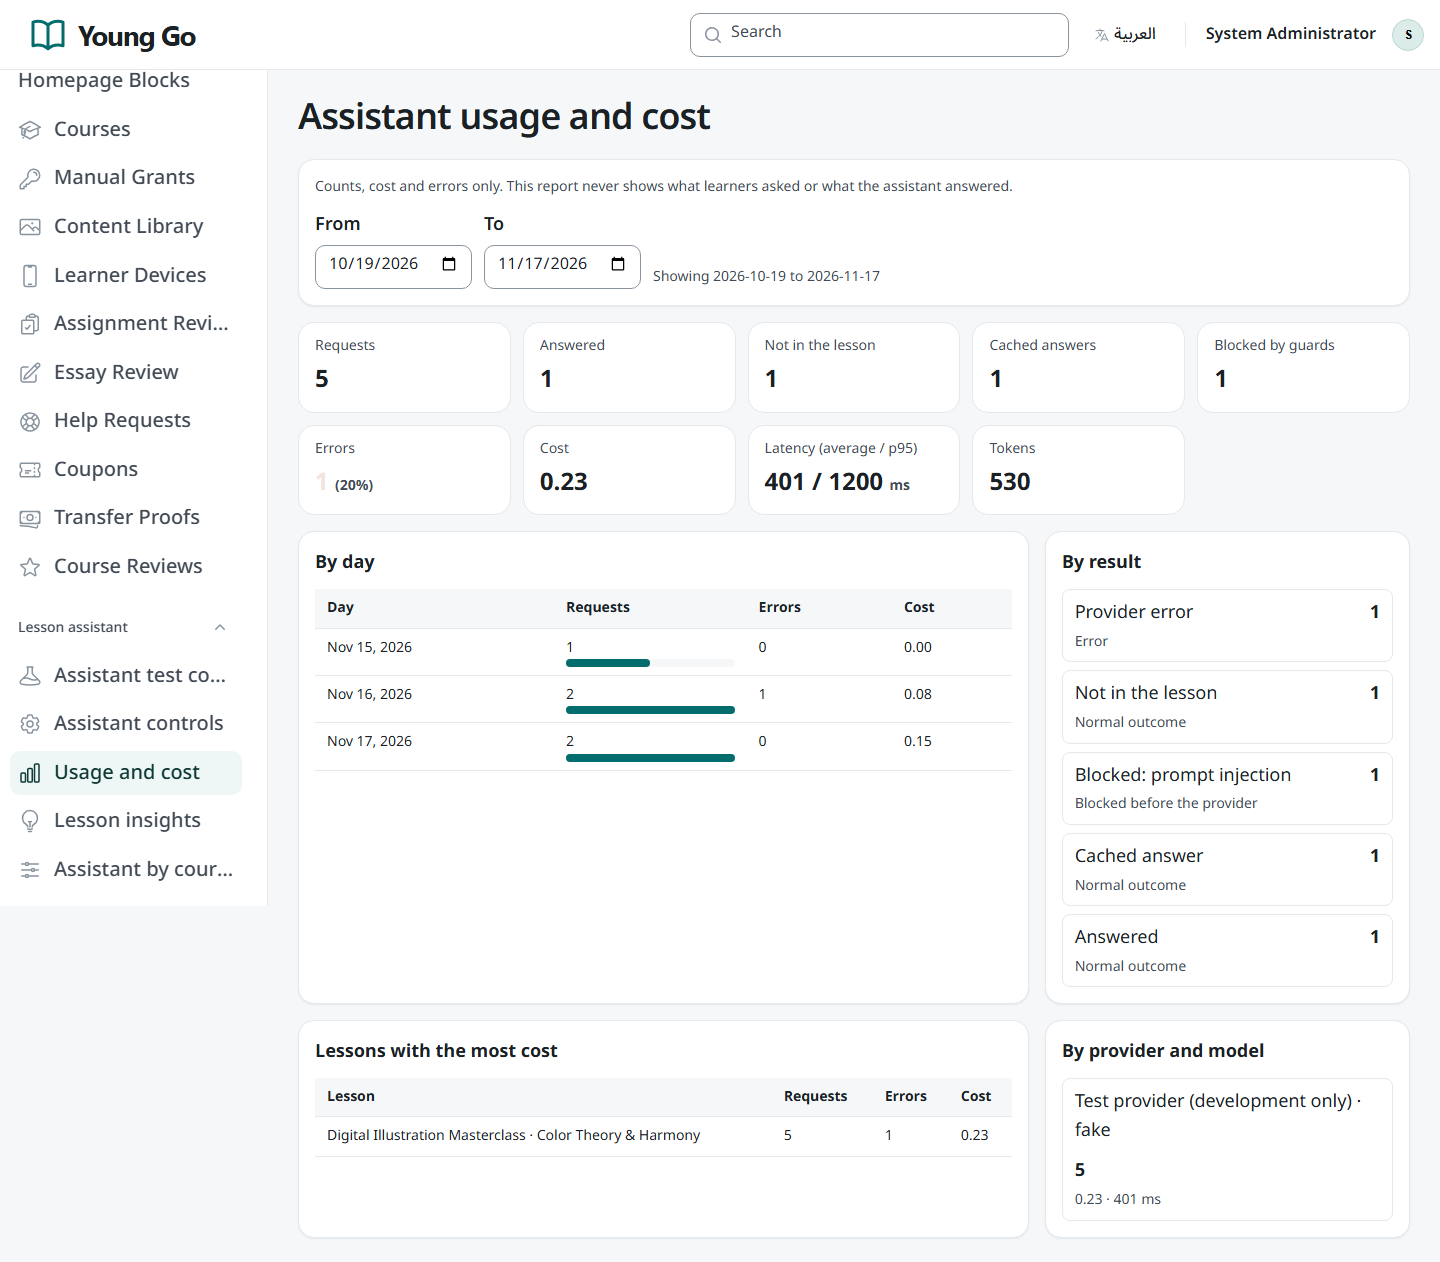 Young Go
Search
العربية
System Administrator
S
Homepage Blocks
Courses
Manual Grants
Content Library
Learner Devices
Assignment Revi...
Essay Review
Help Requests
Coupons
Transfer Proofs
Course Reviews
Lesson assistant
Assistant test co...
Assistant controls
Usage and cost
Lesson insights
Assistant by cour...
Assistant usage and cost
Counts, cost and errors only. This report never shows what learners asked or what the assistant answered.
From
To
10/19/2026
11/17/2026
Showing 2026-10-19 to 2026-11-17
Requests
5
Answered
1
Not in the lesson
1
Cached answers
1
Blocked by guards
1
Errors
1 (20%)
Cost
0.23
Latency (average / p95)
401 / 1200 ms
Tokens
530
By day
Day Requests Errors Cost
Nov 15, 2026 1 0 0.00
Nov 16, 2026 2 1 0.08
Nov 17, 2026 2 0 0.15
By result
Provider error 1
Error
Not in the lesson 1
Normal outcome
Blocked: prompt injection 1
Blocked before the provider
Cached answer 1
Normal outcome
Answered 1
Normal outcome
Lessons with the most cost
Lesson Requests Errors Cost
Digital Illustration Masterclass · Color Theory & Harmony 5 1 0.23
By provider and model
Test provider (development only) ·
fake
5
0.23 · 401 ms